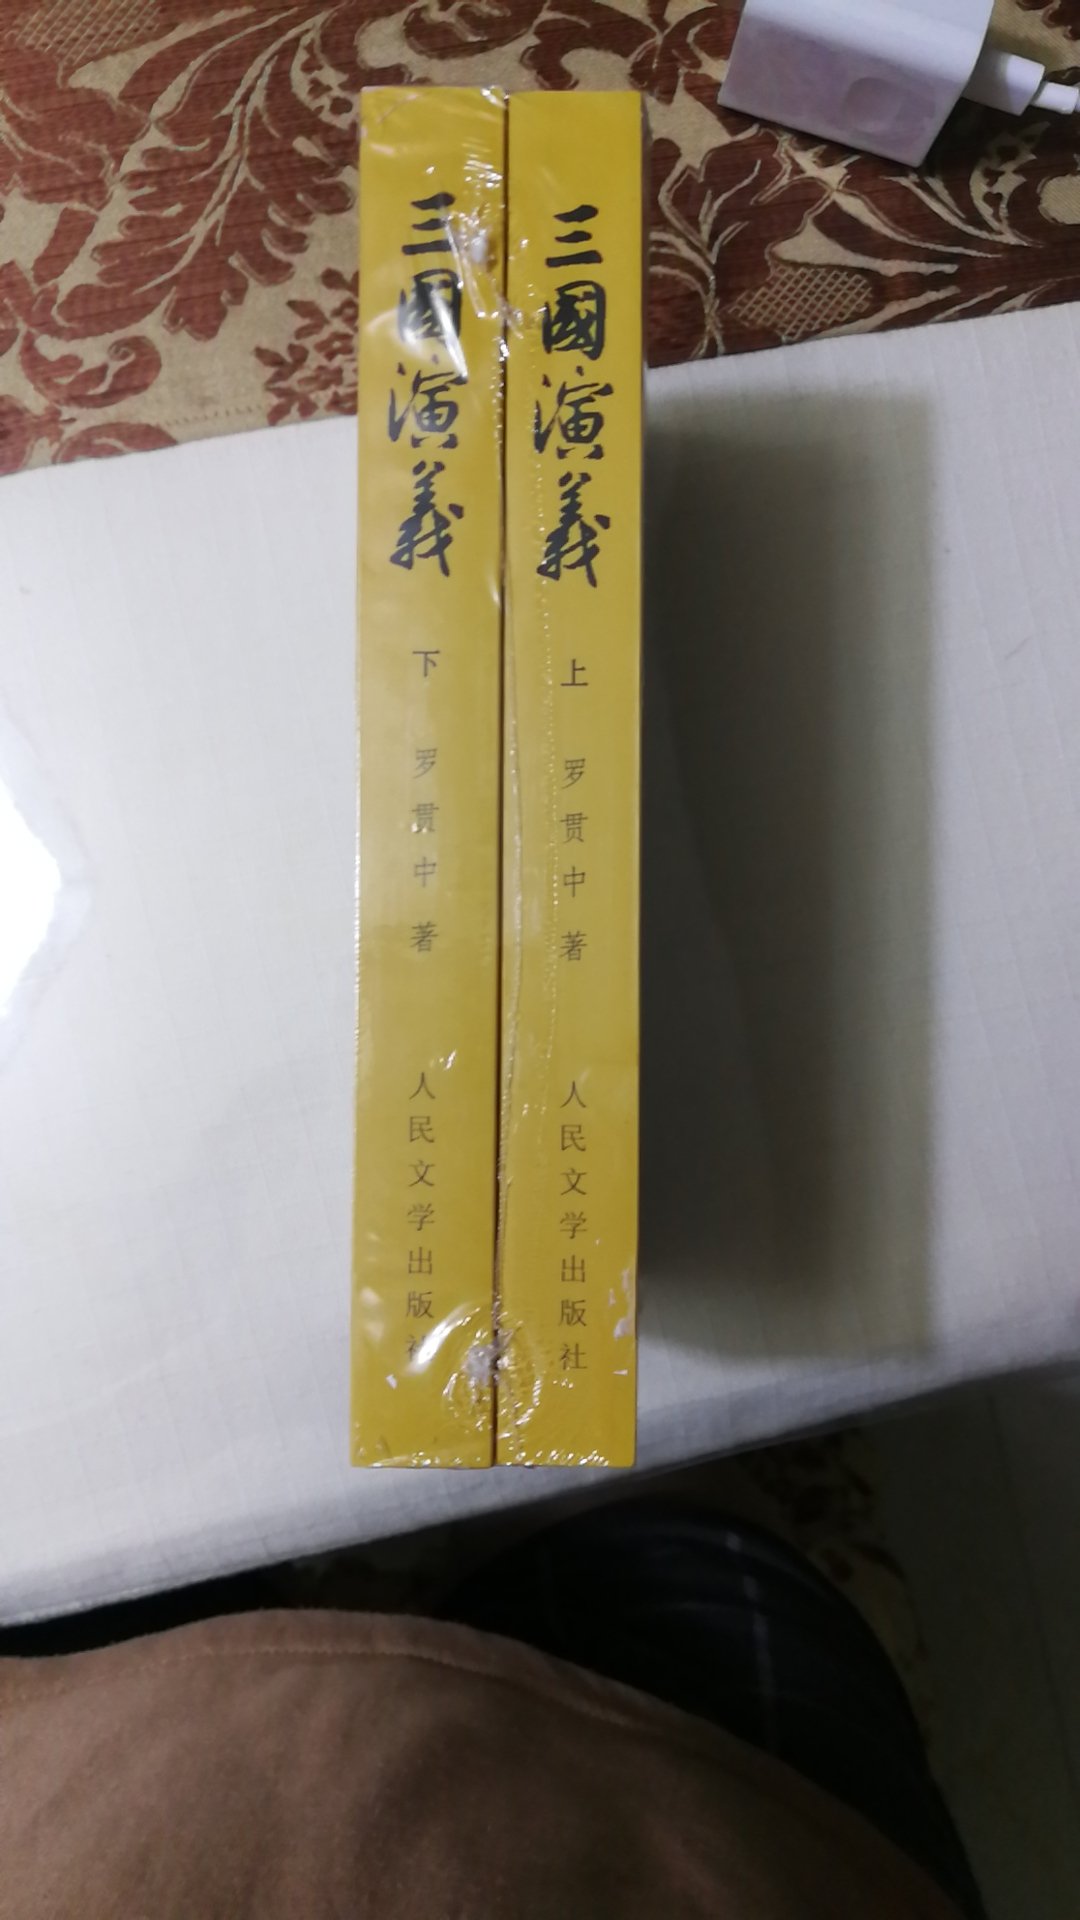 三國演義
上
罗贯中 著
人民文学出版社
三國演義
下
罗贯中 著
人民文学出版社